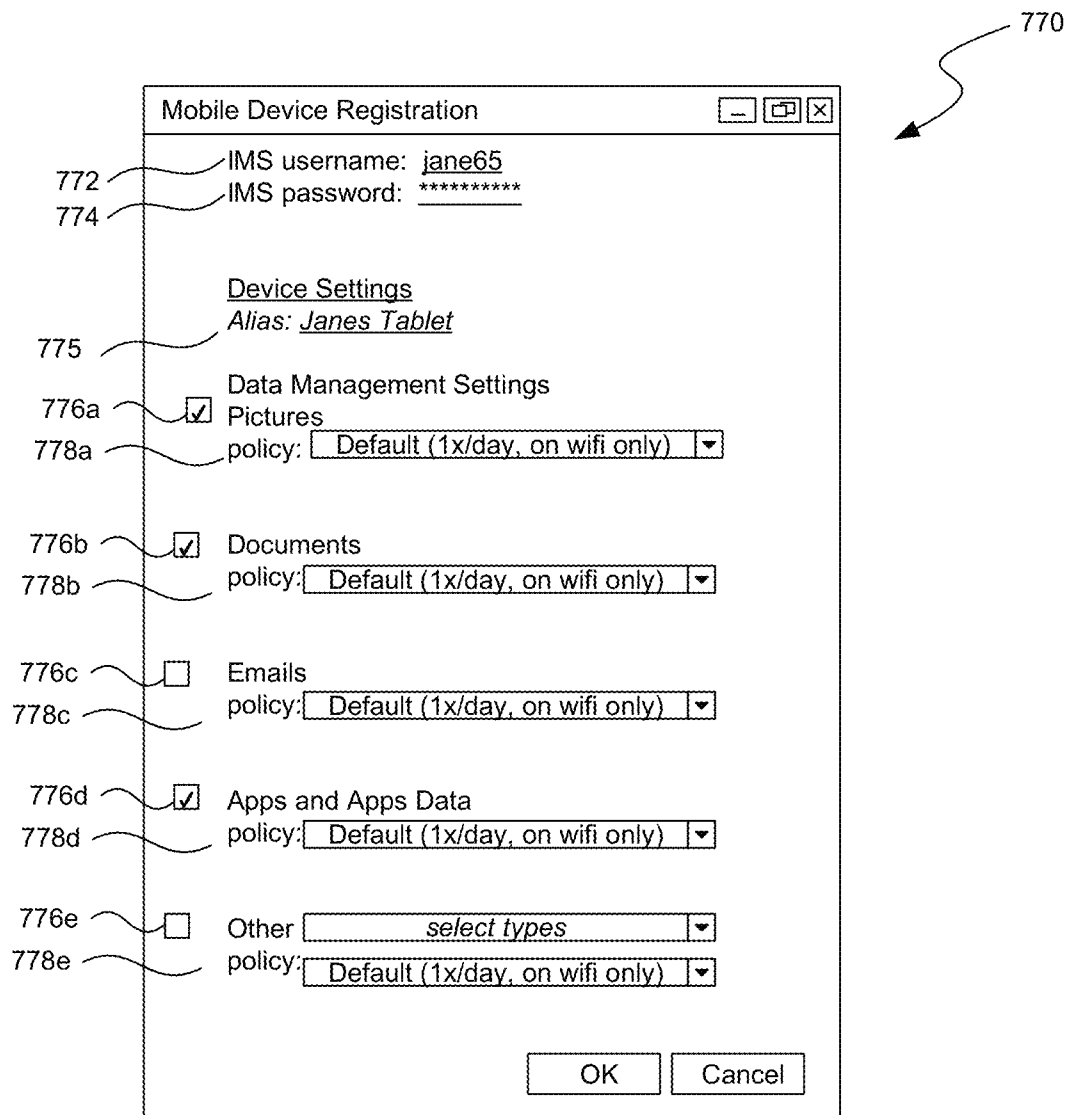 770
Mobile Device Registration
772 IMS username: jane65
774 IMS password: **********
Device Settings
775 Alias: Janes Tablet
Data Management Settings
776a Pictures
778a policy: Default (1x/day, on wifi only)
776b Documents
778b policy: Default (1x/day, on wifi only)
776c Emails
778c policy: Default (1x/day, on wifi only)
776d Apps and Apps Data
778d policy: Default (1x/day, on wifi only)
776e Other select types
778e policy: Default (1x/day, on wifi only)
OK Cancel